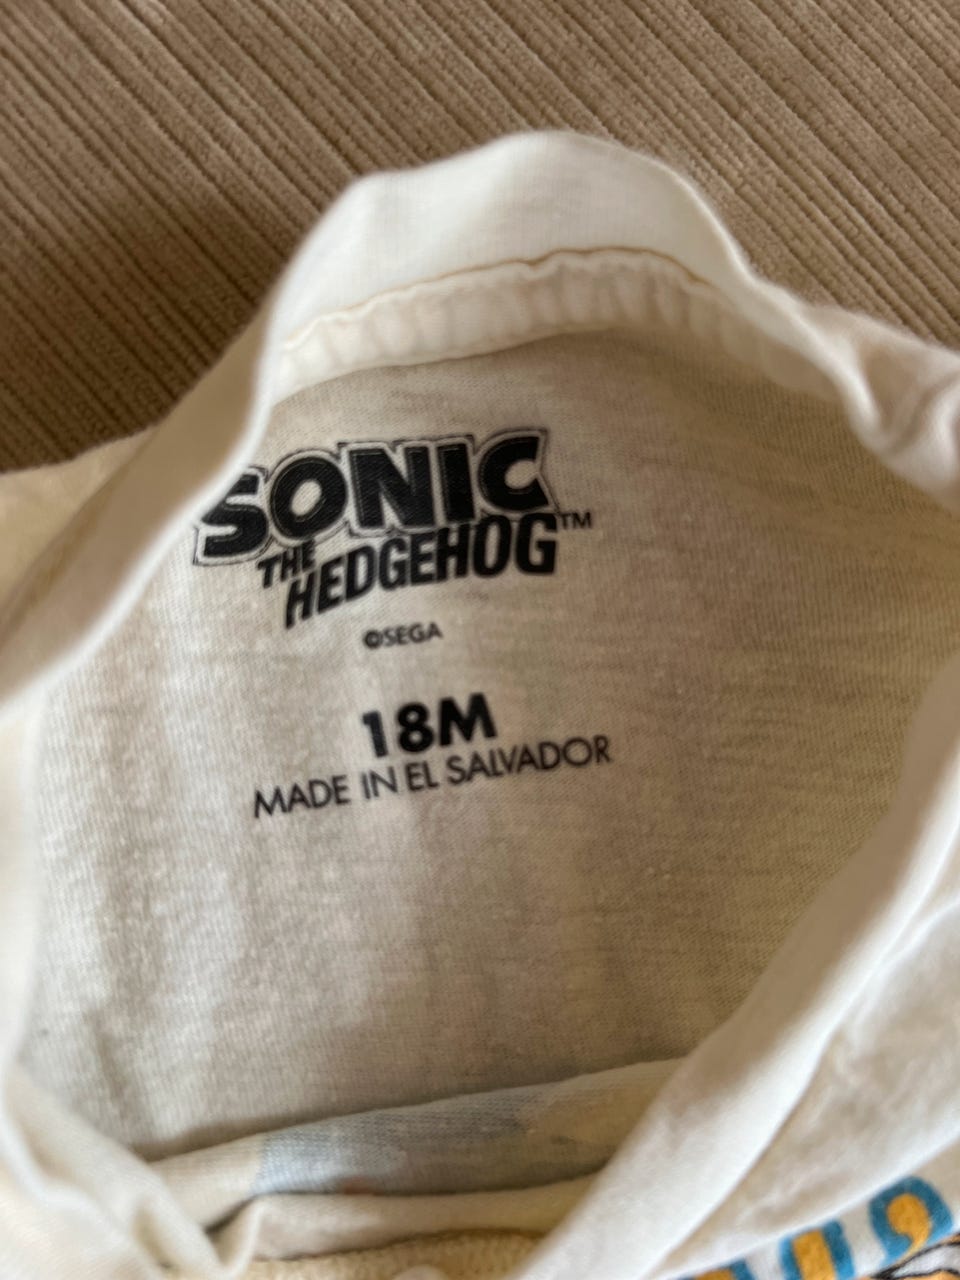 SONIC
THE
HEDGEHOG™
©SEGA
18M
MADE IN EL SALVADOR